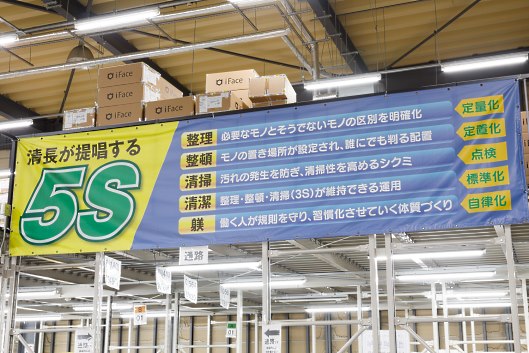 iFace
iFace
iFace
iFace
iFace
清長が提唱する
5S
整理 必要なモノとそうでないモノの区別を明確化 定量化
整頓 モノの置き場所が設定され、誰にでも判る配置 定置化
清掃 汚れの発生を防ぎ、清掃性を高めるシクミ 点検
清潔 整理・整頓・清掃(3S)が維持できる運用 標準化
躾 働く人が規則を守り、習慣化させていく体質づくり 自律化
通路